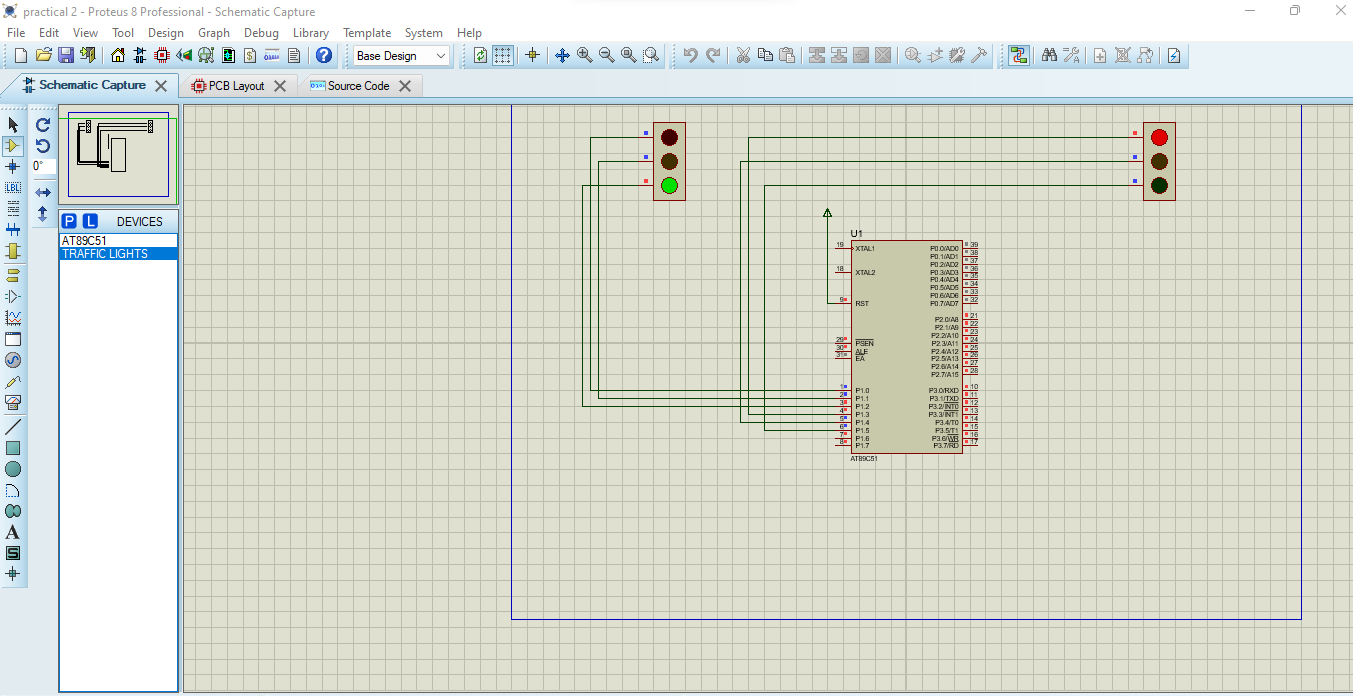 practical 2 - Proteus 8 Professional - Schematic Capture
File Edit View Tool Design Graph Debug Library Template System Help
Base Design
Schematic Capture PCB Layout Source Code
0°
LBL
P L DEVICES
AT89C51
TRAFFIC LIGHTS
A
S
U1
19 XTAL1 P0.0/AD0 39
P0.1/AD1 38
P0.2/AD2 37
18 XTAL2 P0.3/AD3 36
P0.4/AD4 35
P0.5/AD5 34
P0.6/AD6 33
9 RST P0.7/AD7 32
P2.0/A8 21
P2.1/A9 22
P2.2/A10 23
29 PSEN P2.3/A11 24
30 ALE P2.4/A12 25
31 EA P2.5/A13 26
P2.6/A14 27
P2.7/A15 28
1 P1.0 P3.0/RXD 10
2 P1.1 P3.1/TXD 11
3 P1.2 P3.2/INT0 12
4 P1.3 P3.3/INT1 13
5 P1.4 P3.4/T0 14
6 P1.5 P3.5/T1 15
7 P1.6 P3.6/WR 16
8 P1.7 P3.7/RD 17
AT89C51